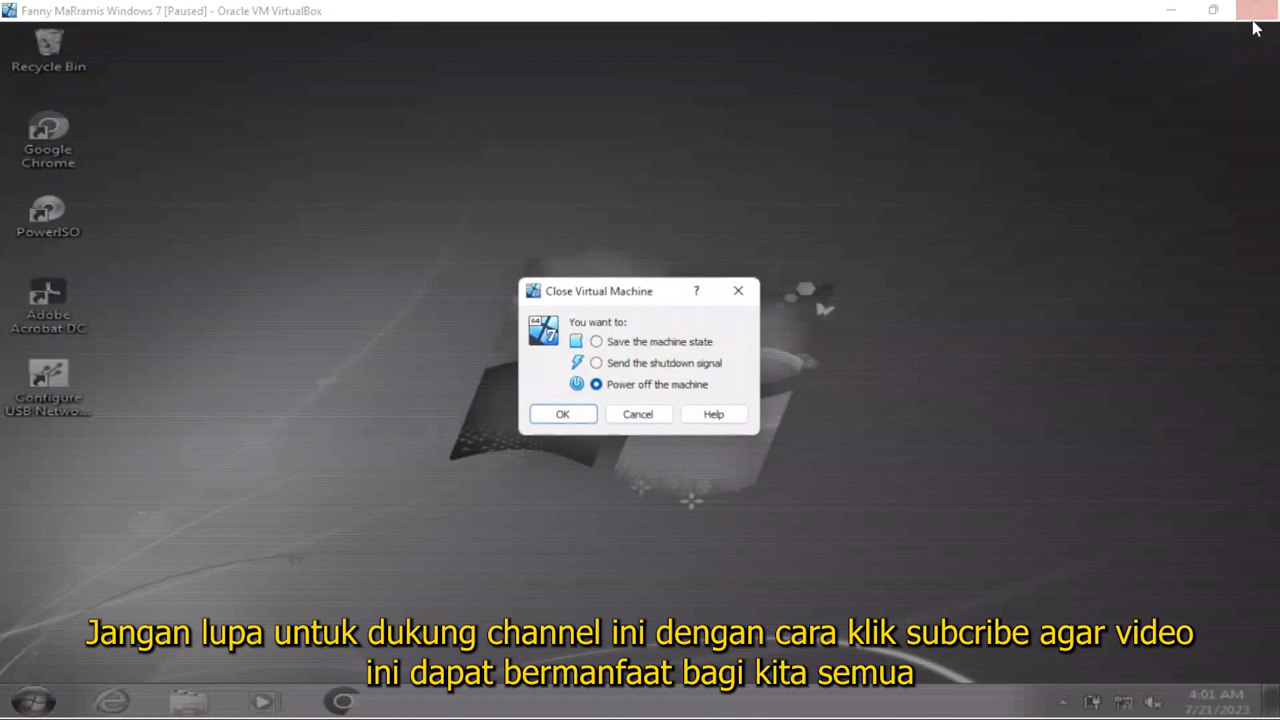 Fanny MaRramis Windows 7 [Paused] - Oracle VM VirtualBox
Recycle Bin
Google
Chrome
PowerISO
Adobe
Acrobat DC
Configure
USB Netwo...
Close Virtual Machine
?
64
7
You want to:
Save the machine state
Send the shutdown signal
Power off the machine
OK
Cancel
Help
Jangan lupa untuk dukung channel ini dengan cara klik subcribe agar video
ini dapat bermanfaat bagi kita semua
4:01 AM
7/21/2023